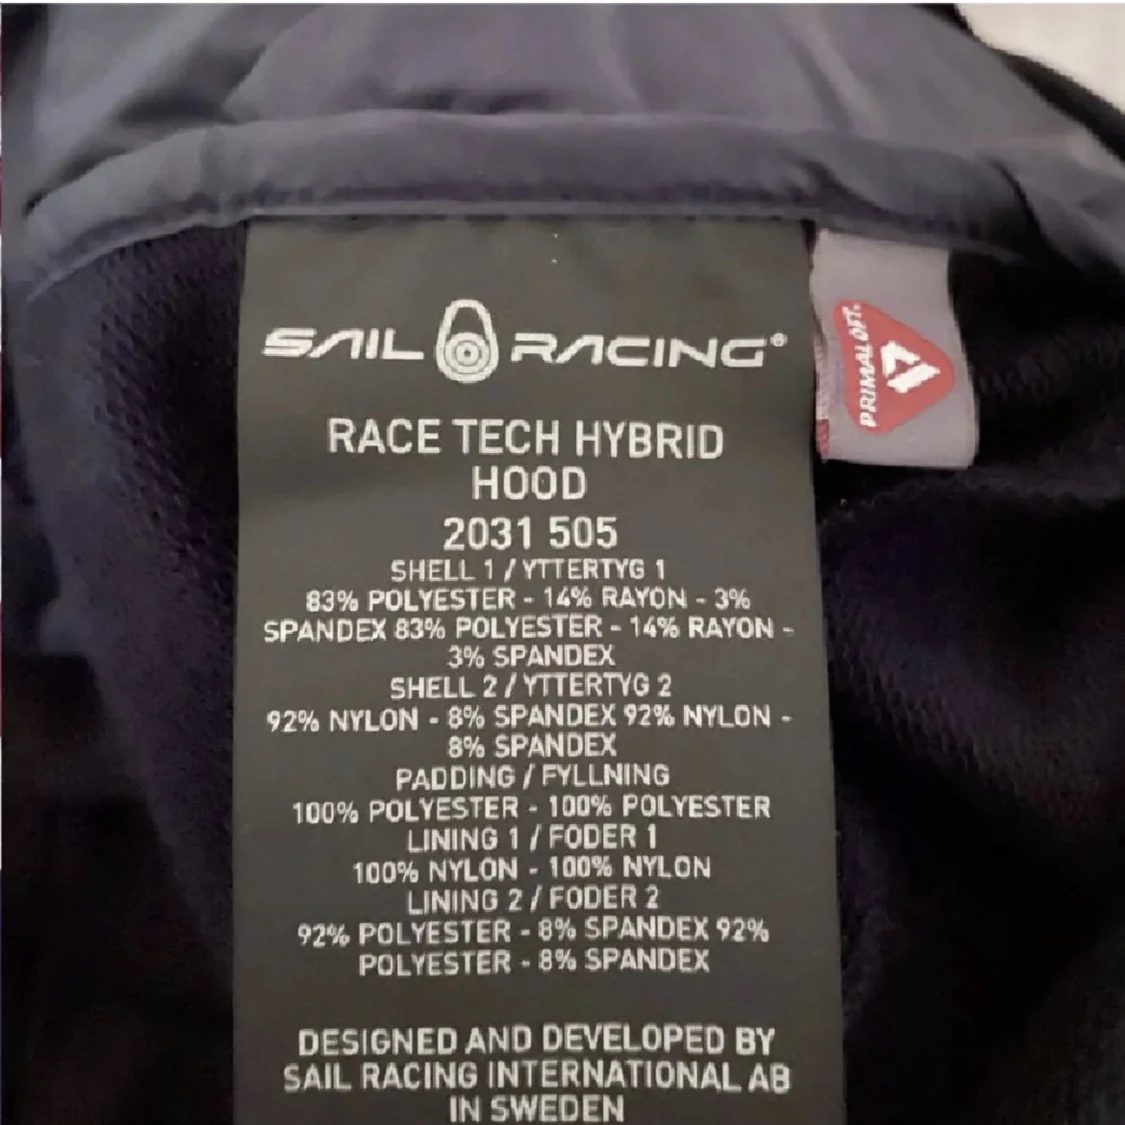 SAIL RACING®
PRIMALOFT®
RACE TECH HYBRID
HOOD
2031 505
SHELL 1 / YTTERTYG 1
83% POLYESTER - 14% RAYON - 3%
SPANDEX 83% POLYESTER - 14% RAYON -
3% SPANDEX
SHELL 2 / YTTERTYG 2
92% NYLON - 8% SPANDEX 92% NYLON -
8% SPANDEX
PADDING / FYLLNING
100% POLYESTER - 100% POLYESTER
LINING 1 / FODER 1
100% NYLON - 100% NYLON
LINING 2 / FODER 2
92% POLYESTER - 8% SPANDEX 92%
POLYESTER - 8% SPANDEX
DESIGNED AND DEVELOPED BY
SAIL RACING INTERNATIONAL AB
IN SWEDEN